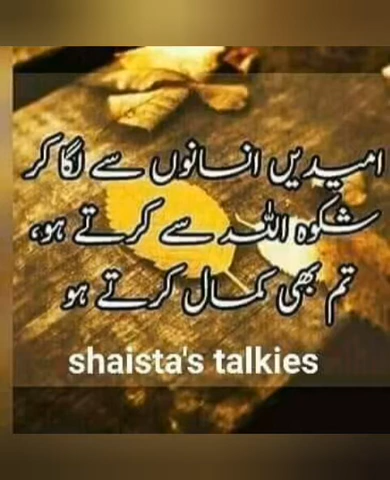 امیدیں انسانوں سے لگا کر
شکوہ اللہ سے کرتے ہو،
تم بھی کمال کرتے ہو
shaista's talkies